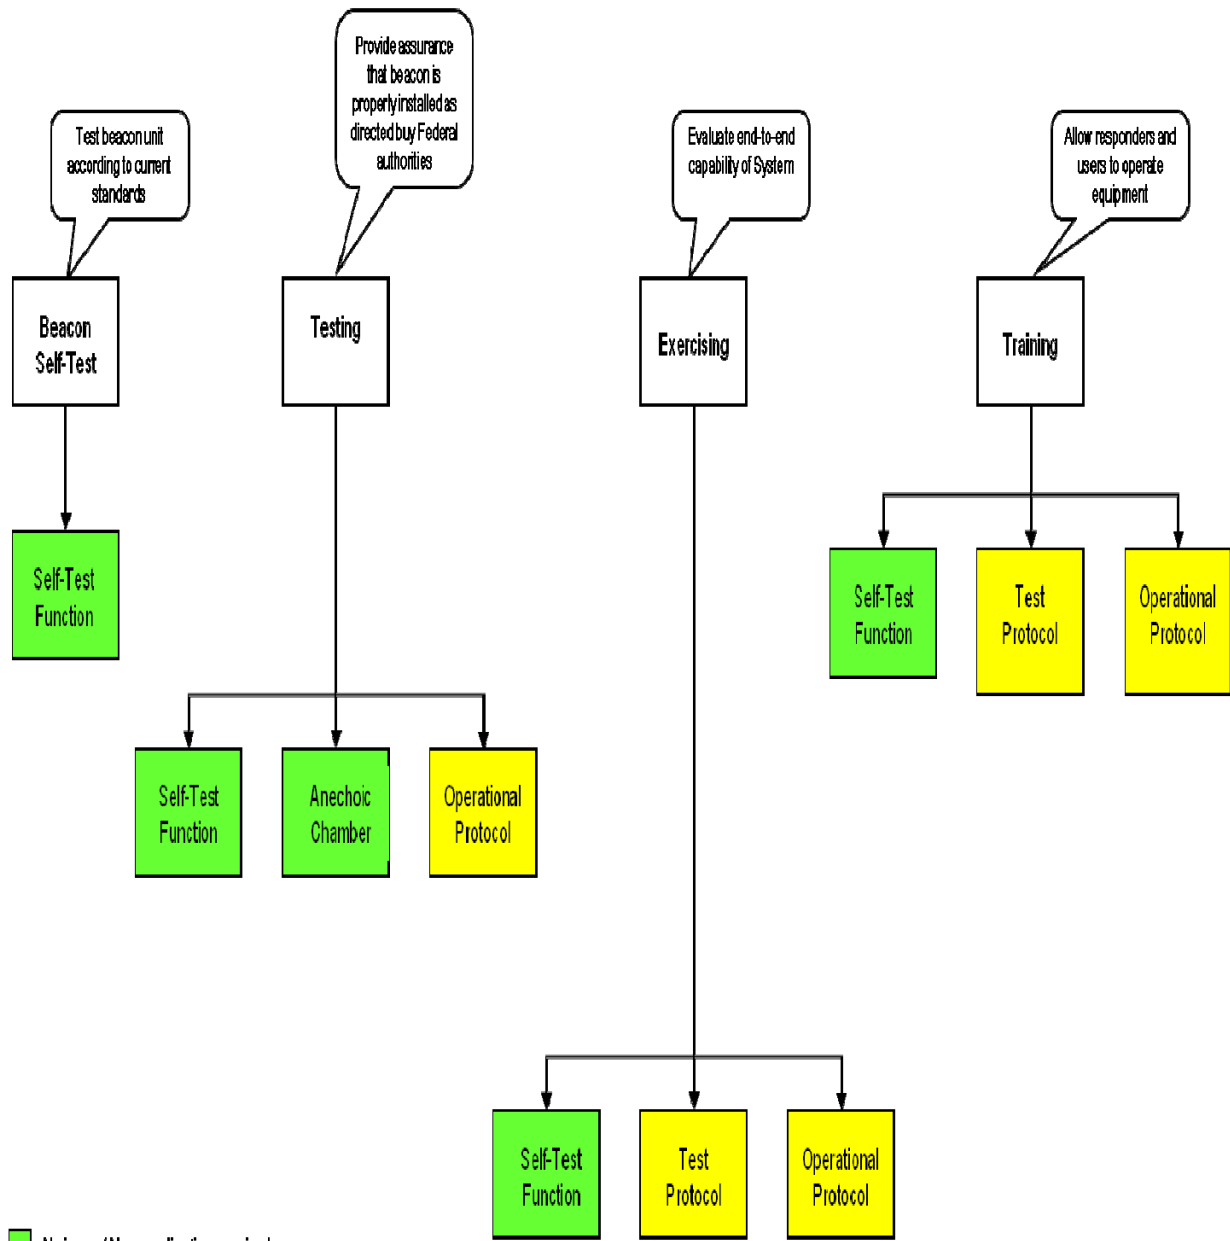 Provide assurance
that beacon is
properly installed as
directed buy Federal
authorities
Test beacon unit
according to current
standards
Evaluate end-to-end
capability of System
Allow responders and
users to operate
equipment
Beacon
Self-Test
Testing
Exercising
Training
Self-Test
Function
Self-Test
Function
Test
Protocol
Operational
Protocol
Self-Test
Function
Anechoic
Chamber
Operational
Protocol
Self-Test
Function
Test
Protocol
Operational
Protocol